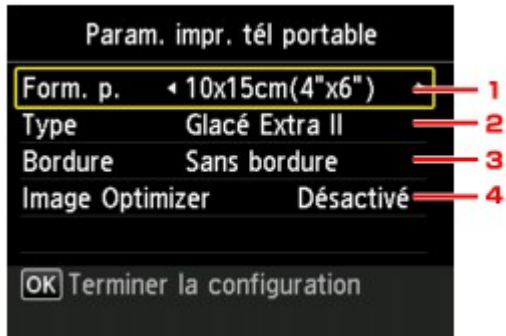 Param. impr. tél portable
Form. p. 10x15cm(4"x6") 1
Type Glacé Extra II 2
Bordure Sans bordure 3
Image Optimizer Désactivé 4
OK Terminer la configuration